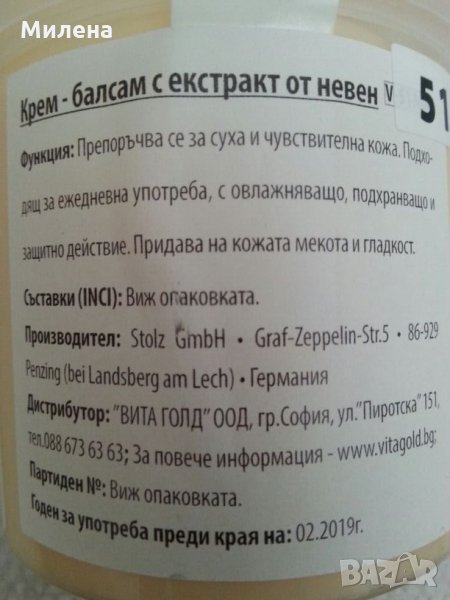 Милена
Крем - балсам с екстракт от невен V
51
Функция: Препоръчва се за суха и чувствителна кожа. Подхо-
дящ за ежедневна употреба, с овлажняващо, подхранващо и
защитно действие. Придава на кожата мекота и гладкост.
Съставки (INCI): Виж опаковката.
Производител: Stolz GmbH • Graf-Zeppelin-Str.5 • 86-929
Penzing (bei Landsberg am Lech) • Германия
Дистрибутор: "ВИТА ГОЛД" ООД, гр.София, ул."Пиротска" 151,
тел.088 673 63 63; За повече информация - www.vitagold.bg;
Партиден №: Виж опаковката.
Годен за употреба преди края на: 02.2019г.
BAZAR